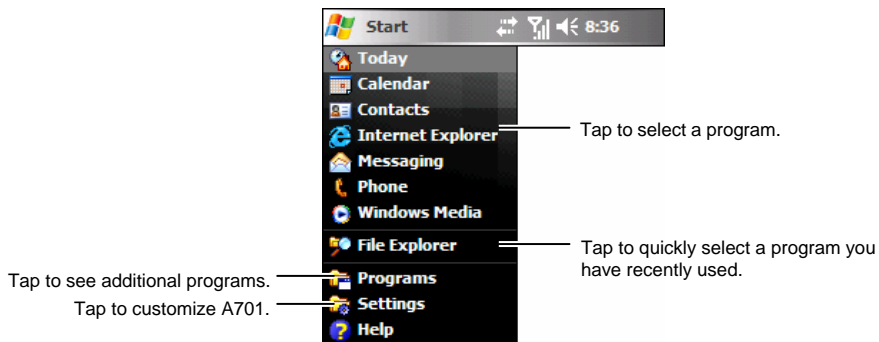 Start 8:36
Today
Calendar
Contacts
Internet Explorer
Tap to select a program.
Messaging
Phone
Windows Media
File Explorer
Tap to quickly select a program you
have recently used.
Tap to see additional programs.
Programs
Tap to customize A701.
Settings
Help